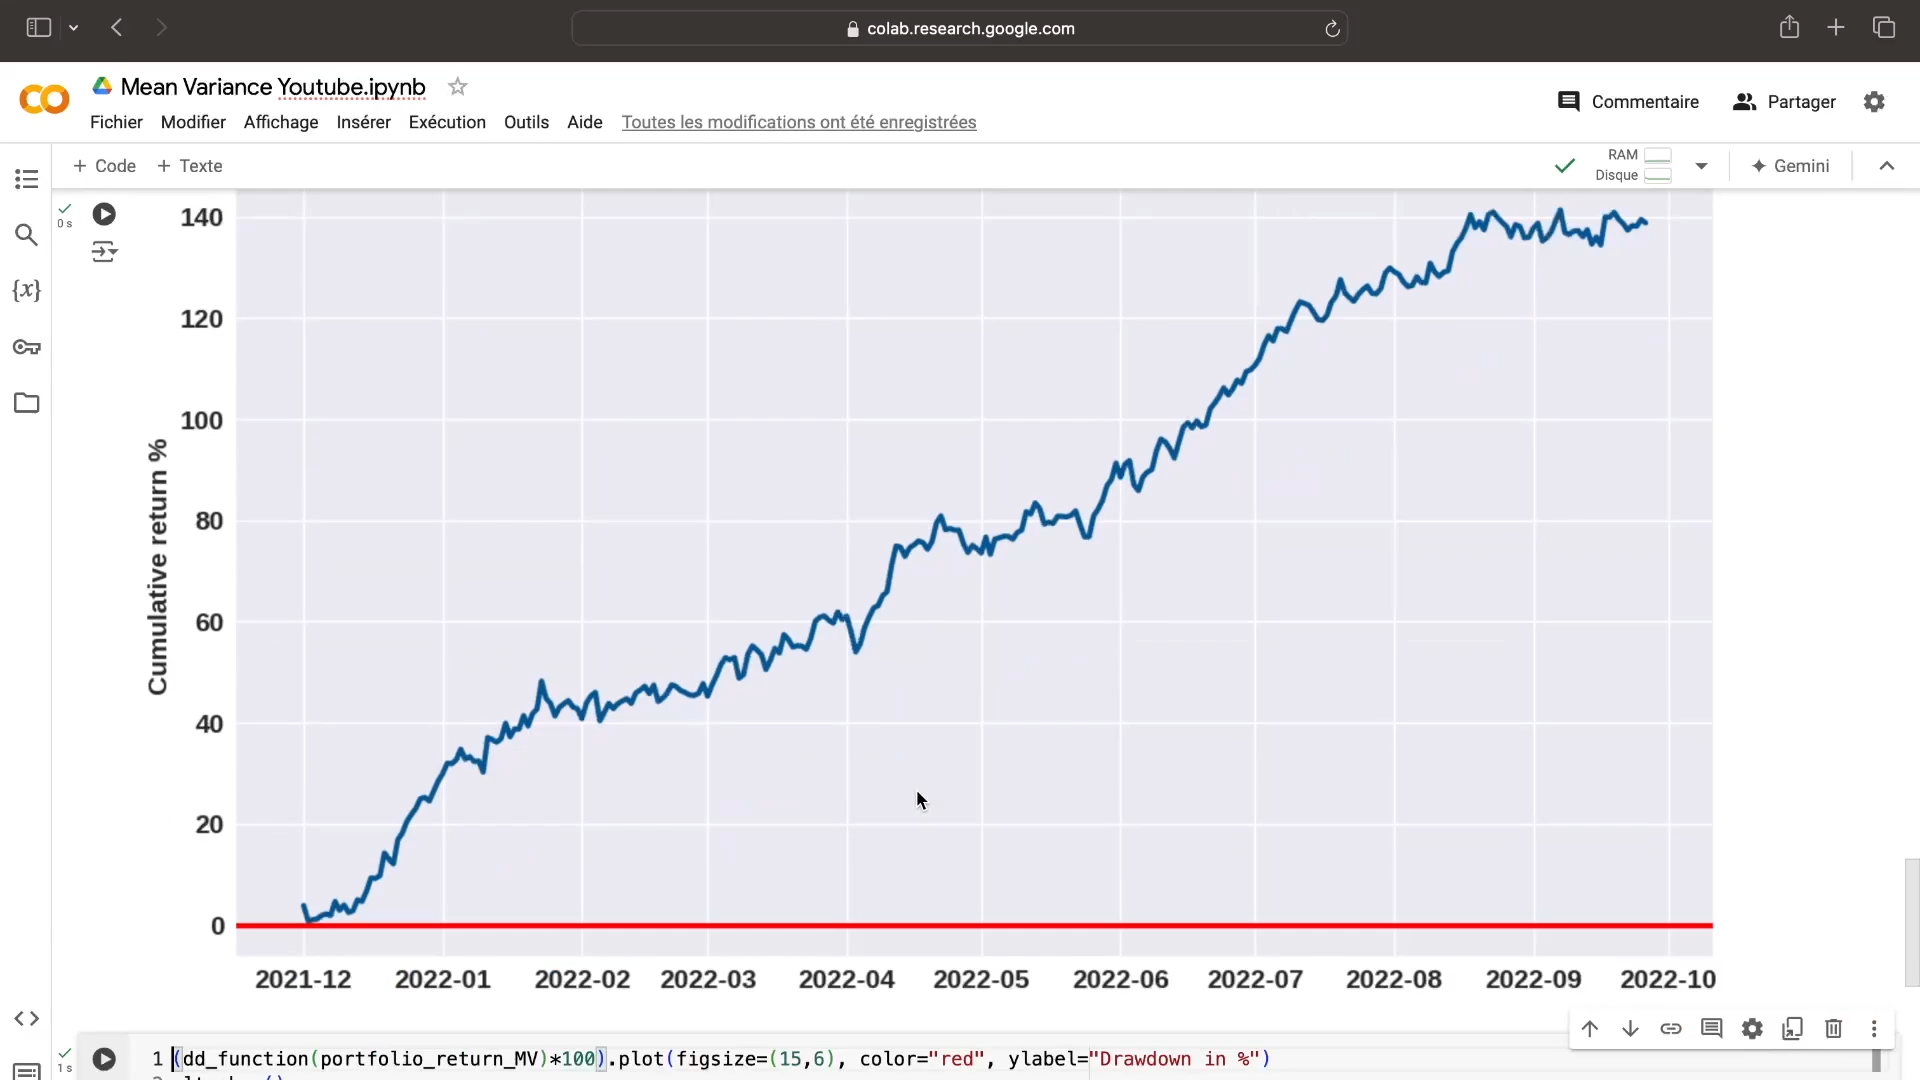 colab.research.google.com
Mean Variance Youtube.ipynb
Commentaire
Partager
Fichier Modifier Affichage Insérer Exécution Outils Aide Toutes les modifications ont été enregistrées
+ Code + Texte
RAM
Disque
Gemini
0 s
{x}
140
120
100
80
60
40
20
0
Cumulative return %
2021-12 2022-01 2022-02 2022-03 2022-04 2022-05 2022-06 2022-07 2022-08 2022-09 2022-10
1 s
1 (dd_function(portfolio_return_MV)*100).plot(figsize=(15,6), color="red", ylabel="Drawdown in %")